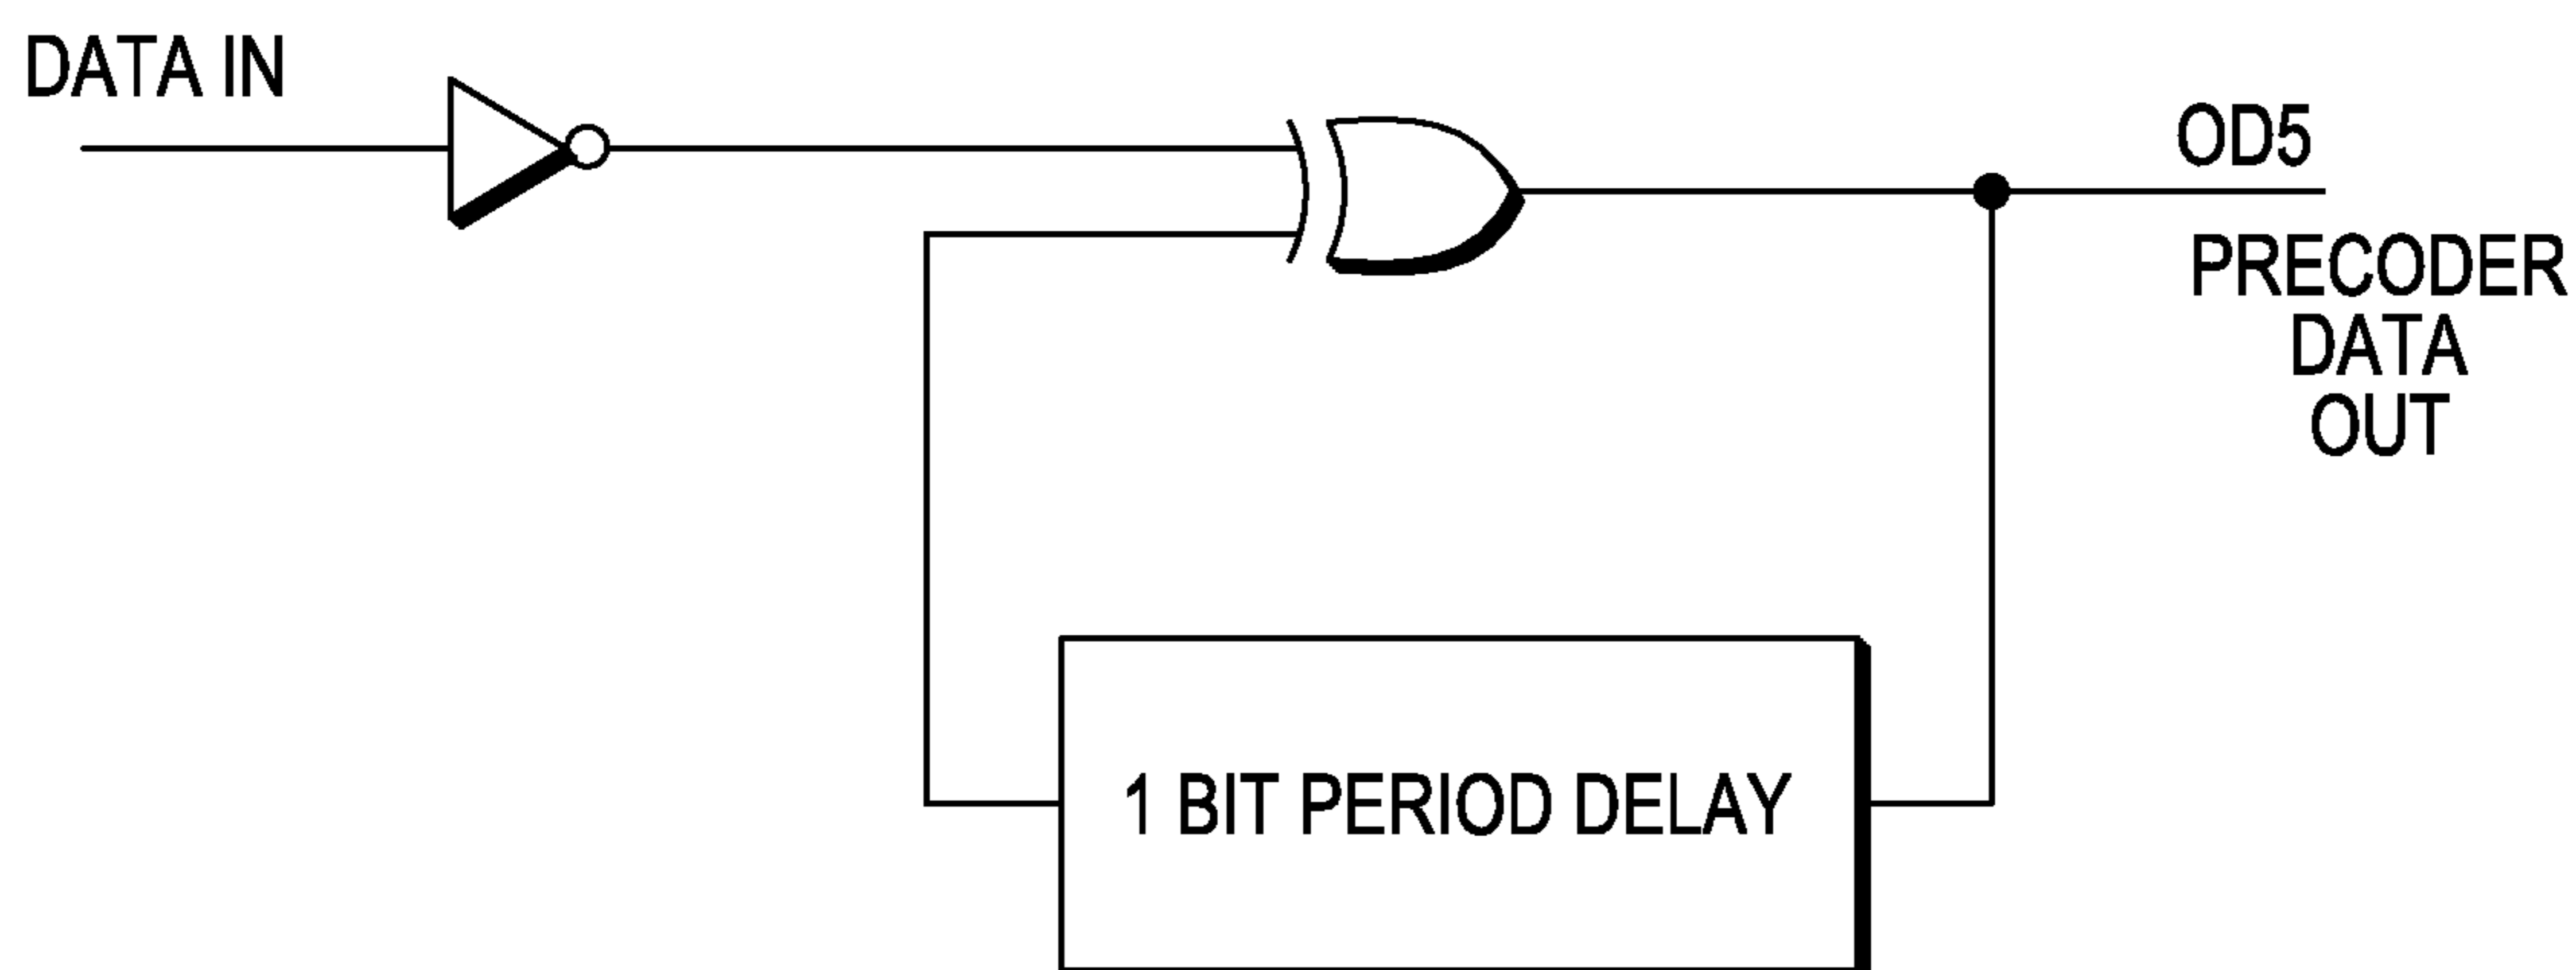 DATA IN
OD5
PRECODER
DATA
OUT
1 BIT PERIOD DELAY